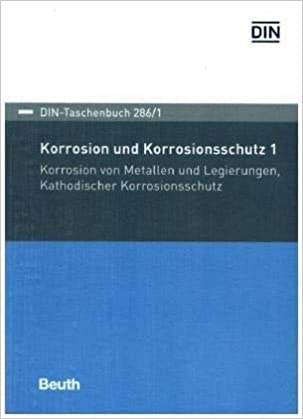 DIN
DIN-Taschenbuch 286/1
Korrosion und Korrosionsschutz 1
Korrosion von Metallen und Legierungen,
Kathodischer Korrosionsschutz
Beuth